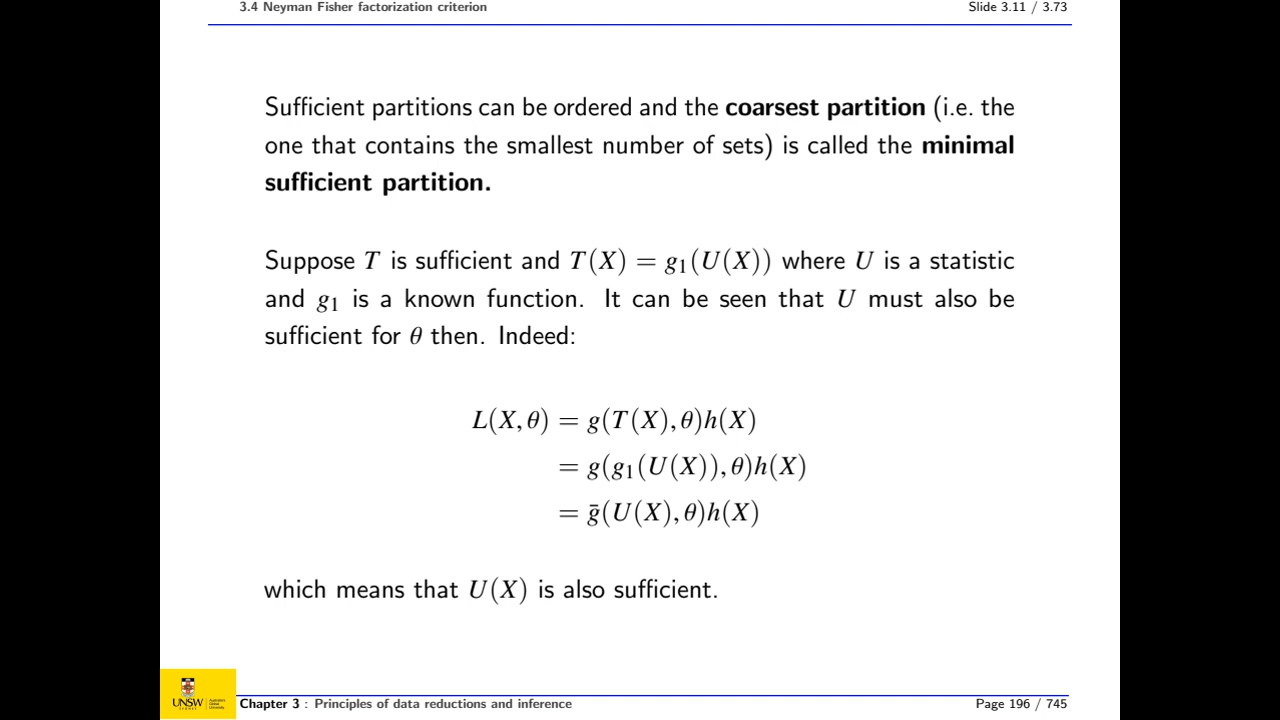 3.4 Neyman Fisher factorization criterion Slide 3.11 / 3.73
Sufficient partitions can be ordered and the coarsest partition (i.e. the
one that contains the smallest number of sets) is called the minimal
sufficient partition.
Suppose T is sufficient and T(X) = g₁(U(X)) where U is a statistic
and g₁ is a known function. It can be seen that U must also be
sufficient for θ then. Indeed:
L(X, θ) = g(T(X), θ)h(X)
= g(g₁(U(X)), θ)h(X)
= ḡ(U(X), θ)h(X)
which means that U(X) is also sufficient.
UNSW
Chapter 3 : Principles of data reductions and inference Page 196 / 745